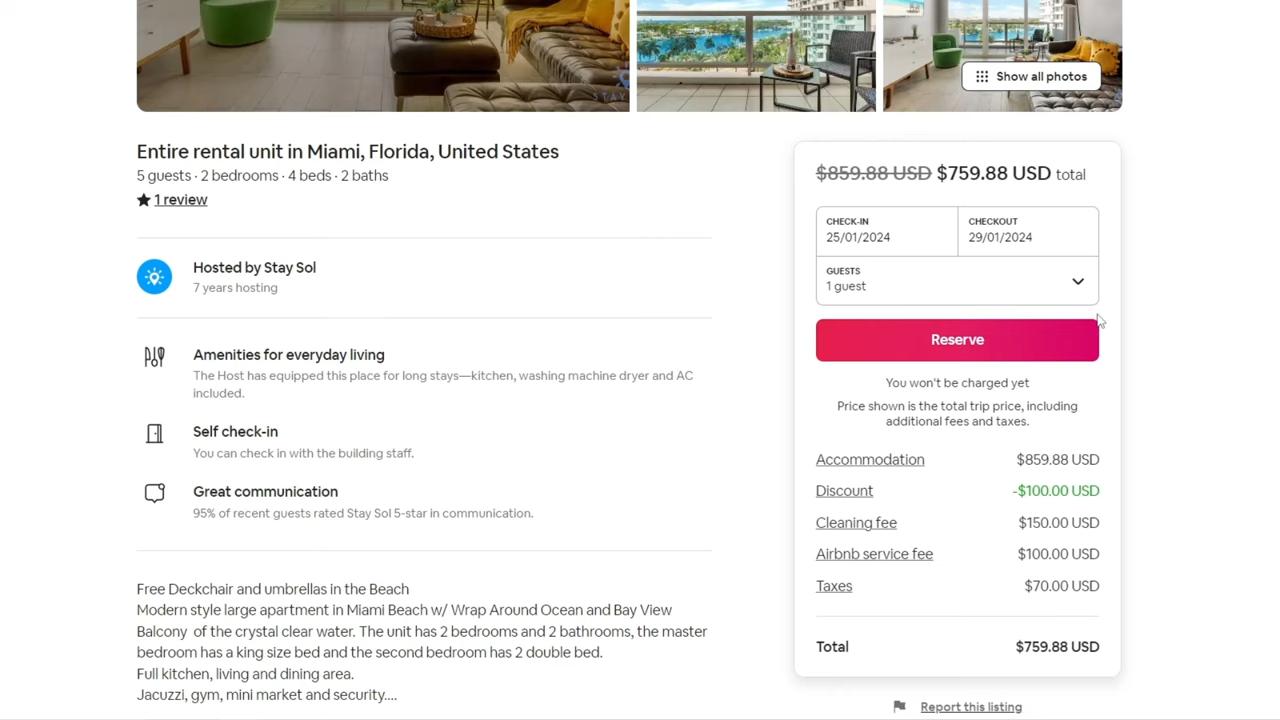 STAY
Show all photos
Entire rental unit in Miami, Florida, United States
5 guests · 2 bedrooms · 4 beds · 2 baths
1 review
Hosted by Stay Sol
7 years hosting
Amenities for everyday living
The Host has equipped this place for long stays—kitchen, washing machine dryer and AC
included.
Self check-in
You can check in with the building staff.
Great communication
95% of recent guests rated Stay Sol 5-star in communication.
Free Deckchair and umbrellas in the Beach
Modern style large apartment in Miami Beach w/ Wrap Around Ocean and Bay View
Balcony of the crystal clear water. The unit has 2 bedrooms and 2 bathrooms, the master
bedroom has a king size bed and the second bedroom has 2 double bed.
Full kitchen, living and dining area.
Jacuzzi, gym, mini market and security....
$859.88 USD $759.88 USD total
CHECK-IN CHECKOUT
25/01/2024 29/01/2024
GUESTS
1 guest
Reserve
You won't be charged yet
Price shown is the total trip price, including
additional fees and taxes.
Accommodation $859.88 USD
Discount -$100.00 USD
Cleaning fee $150.00 USD
Airbnb service fee $100.00 USD
Taxes $70.00 USD
Total $759.88 USD
Report this listing